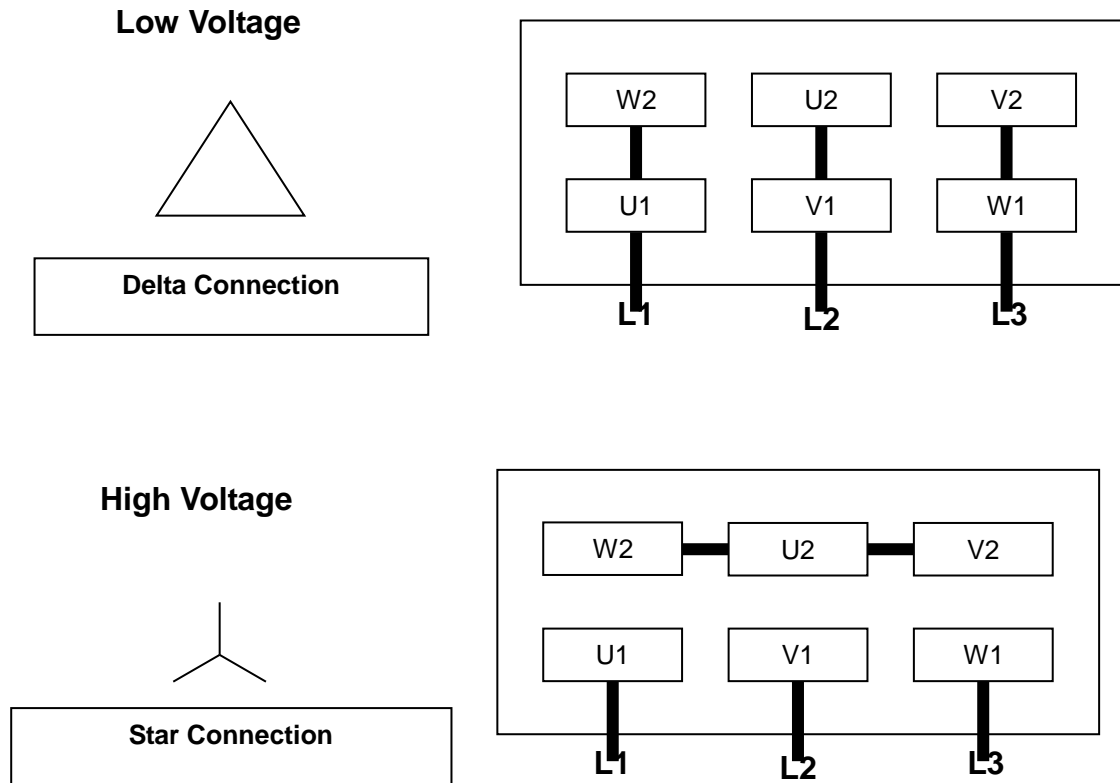 Low Voltage
W2 U2 V2
U1 V1 W1
Delta Connection
L1 L2 L3
High Voltage
W2 U2 V2
U1 V1 W1
Star Connection
L1 L2 L3